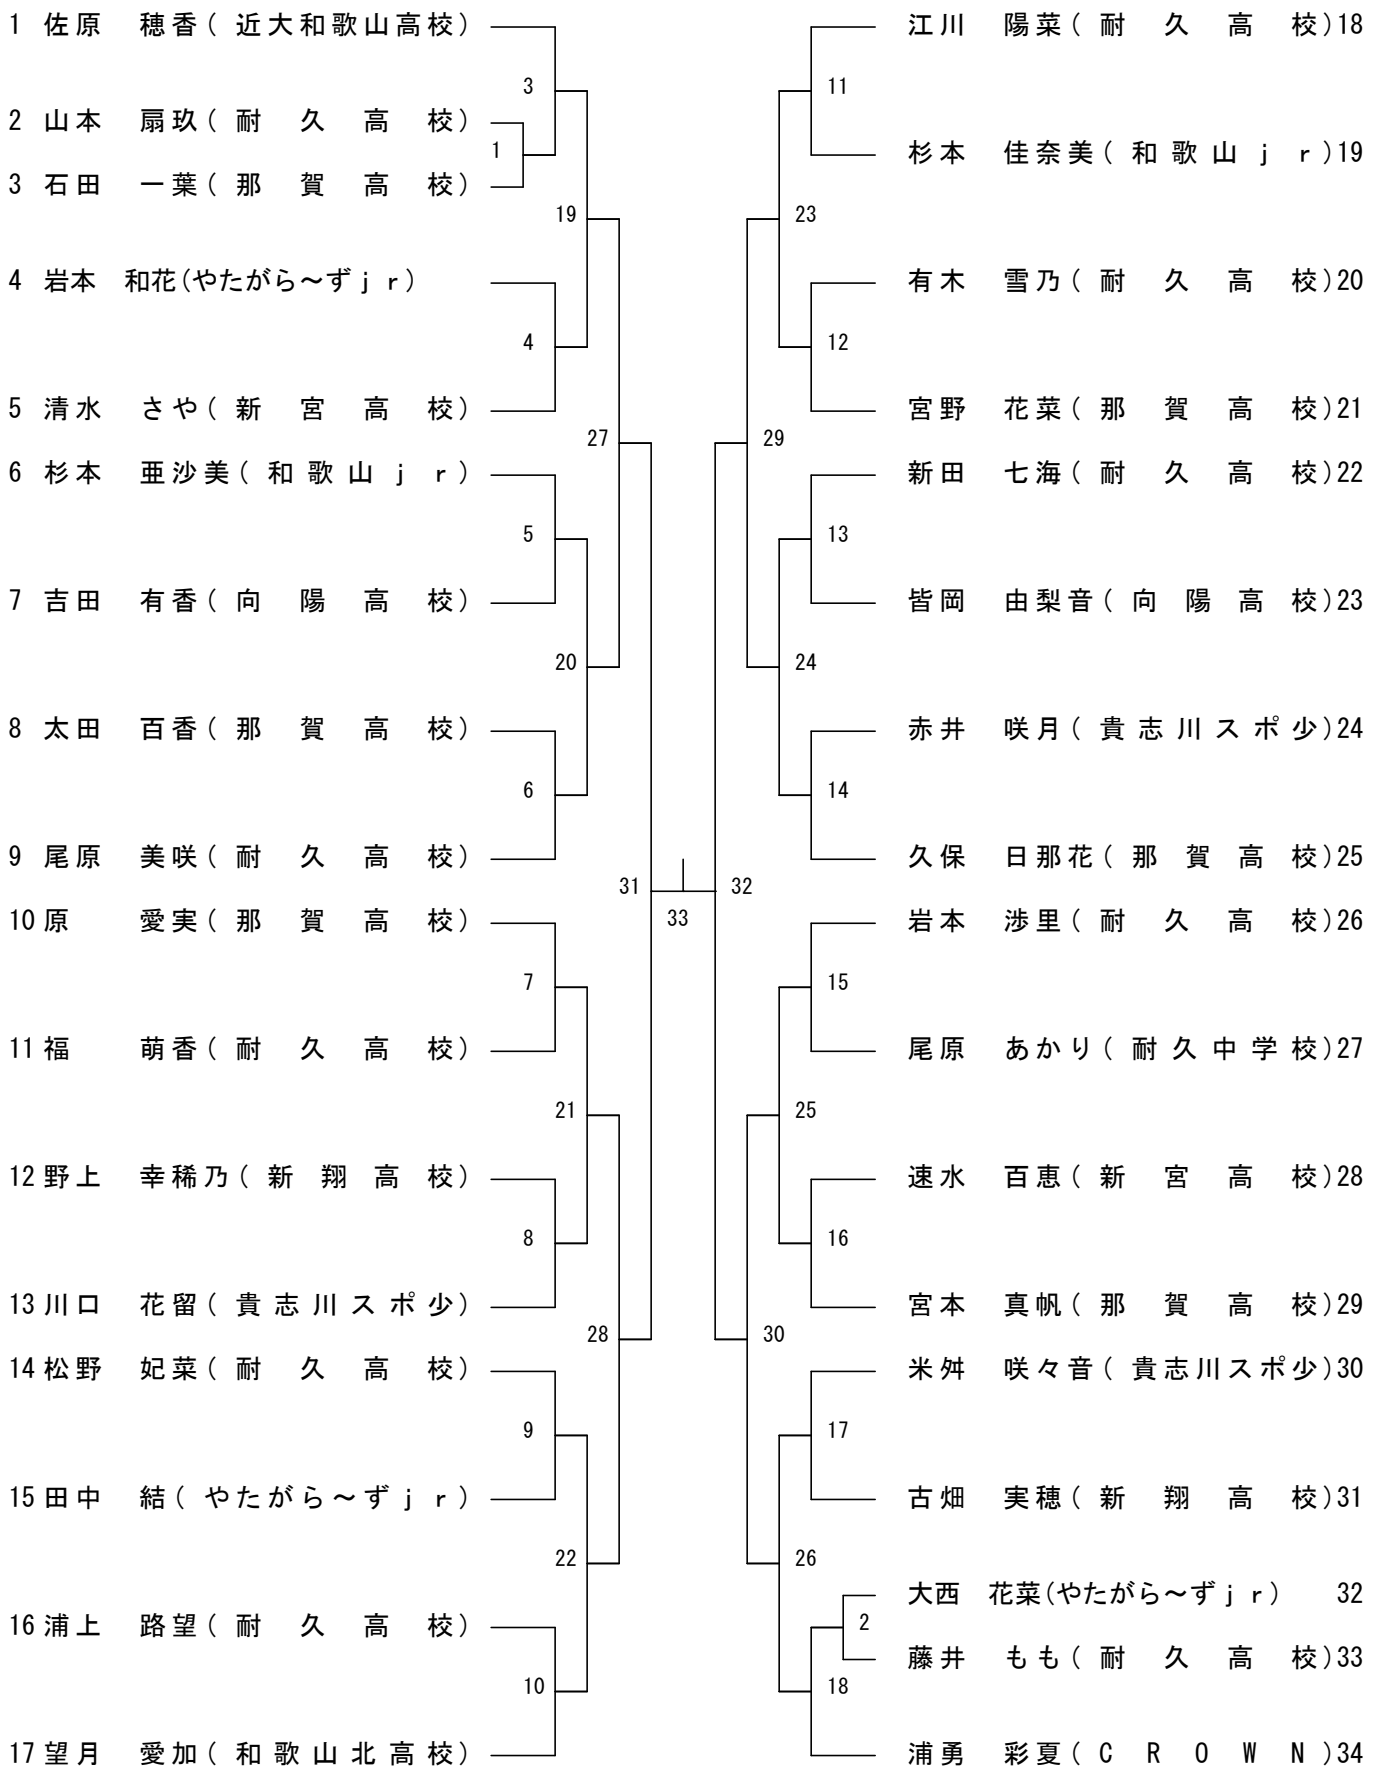 1 佐原 穂香(近大和歌山高校)
3
2 山本 扇玖(耐久高校)
1
3 石田 一葉(那賀高校)
19
4 岩本 和花(やたがら～ずjr)
4
5 清水 さや(新宮高校)
27
6 杉本 亜沙美(和歌山jr)
5
7 吉田 有香(向陽高校)
20
8 太田 百香(那賀高校)
6
9 尾原 美咲(耐久高校)
31
33
10 原 愛実(那賀高校)
7
11 福 萌香(耐久高校)
21
12 野上 幸稀乃(新翔高校)
8
13 川口 花留(貴志川スポ少)
28
14 松野 妃菜(耐久高校)
9
15 田中 結(やたがら～ずjr)
22
16 浦上 路望(耐久高校)
10
17 望月 愛加(和歌山北高校)
江川 陽菜(耐久高校)18
11
杉本 佳奈美(和歌山jr)19
23
有木 雪乃(耐久高校)20
12
宮野 花菜(那賀高校)21
29
新田 七海(耐久高校)22
13
皆岡 由梨音(向陽高校)23
24
赤井 咲月(貴志川スポ少)24
14
久保 日那花(那賀高校)25
32
岩本 渉里(耐久高校)26
15
尾原 あかり(耐久中学校)27
25
速水 百恵(新宮高校)28
16
宮本 真帆(那賀高校)29
30
米舛 咲々音(貴志川スポ少)30
17
古畑 実穂(新翔高校)31
26
大西 花菜(やたがら～ずjr) 32
2
藤井 もも(耐久高校)33
18
浦勇 彩夏(CROWN)34